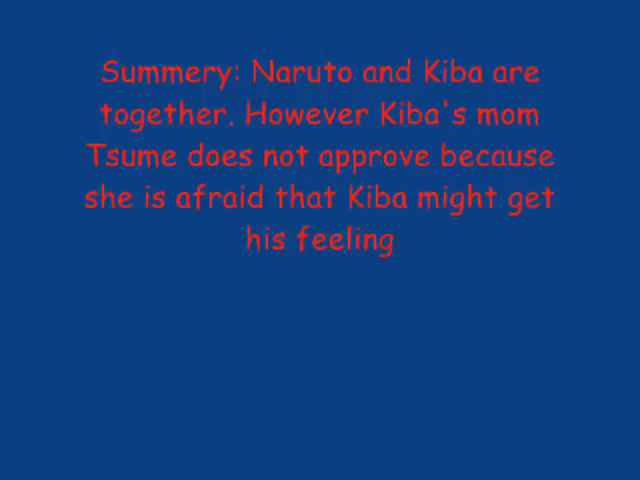 Summery: Naruto and Kiba are
together. However Kiba's mom
Tsume does not approve because
she is afraid that Kiba might get
his feeling